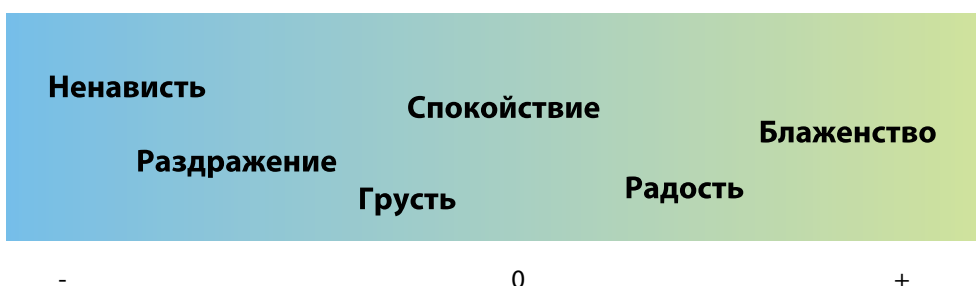 Ненависть
Спокойствие
Блаженство
Раздражение
Радость
Грусть
- 0 +